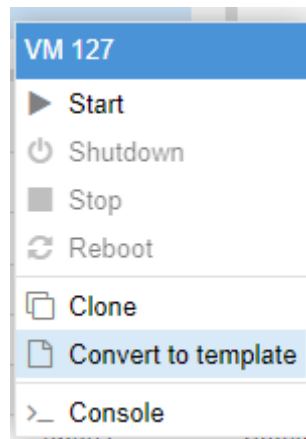 VM 127
Start
Shutdown
Stop
Reboot
Clone
Convert to template
>_ Console